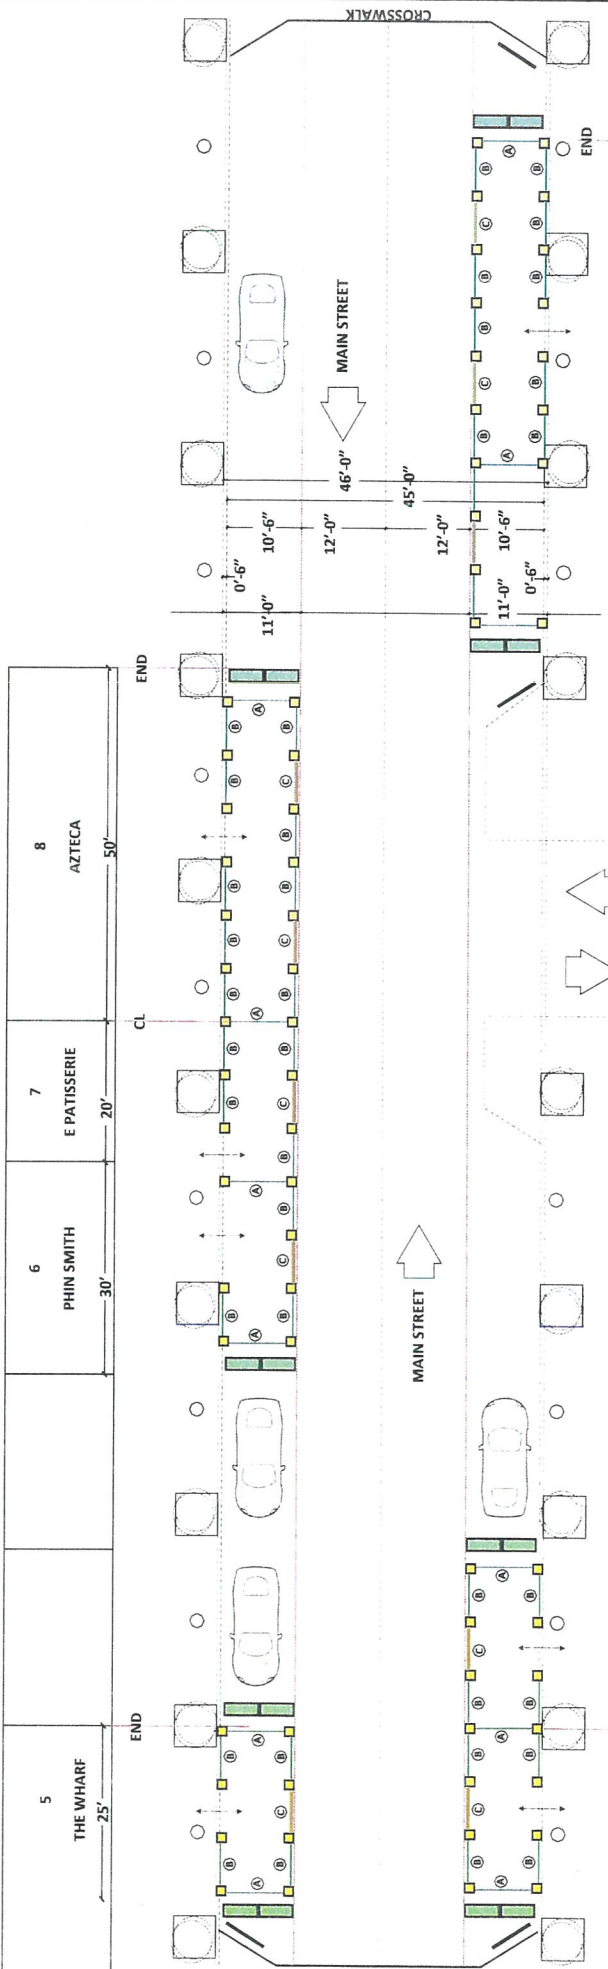 5
THE WHARF
25'
6
PHIN SMITH
30'
7
E PATISSERIE
20'
8
AZTECA
50'
END
CL
END
B B B B B B B B B B
A A A A A A
B C B B C B B C B B C B B C B
0'-6"
11'-0"
10'-6"
12'-0"
46'-0"
45'-0"
12'-0"
10'-6"
11'-0"
0'-6"
MAIN STREET
MAIN STREET
CROSSWALK
B C B B C B B C B B C B
A A A A
B B B B B B B B B
END